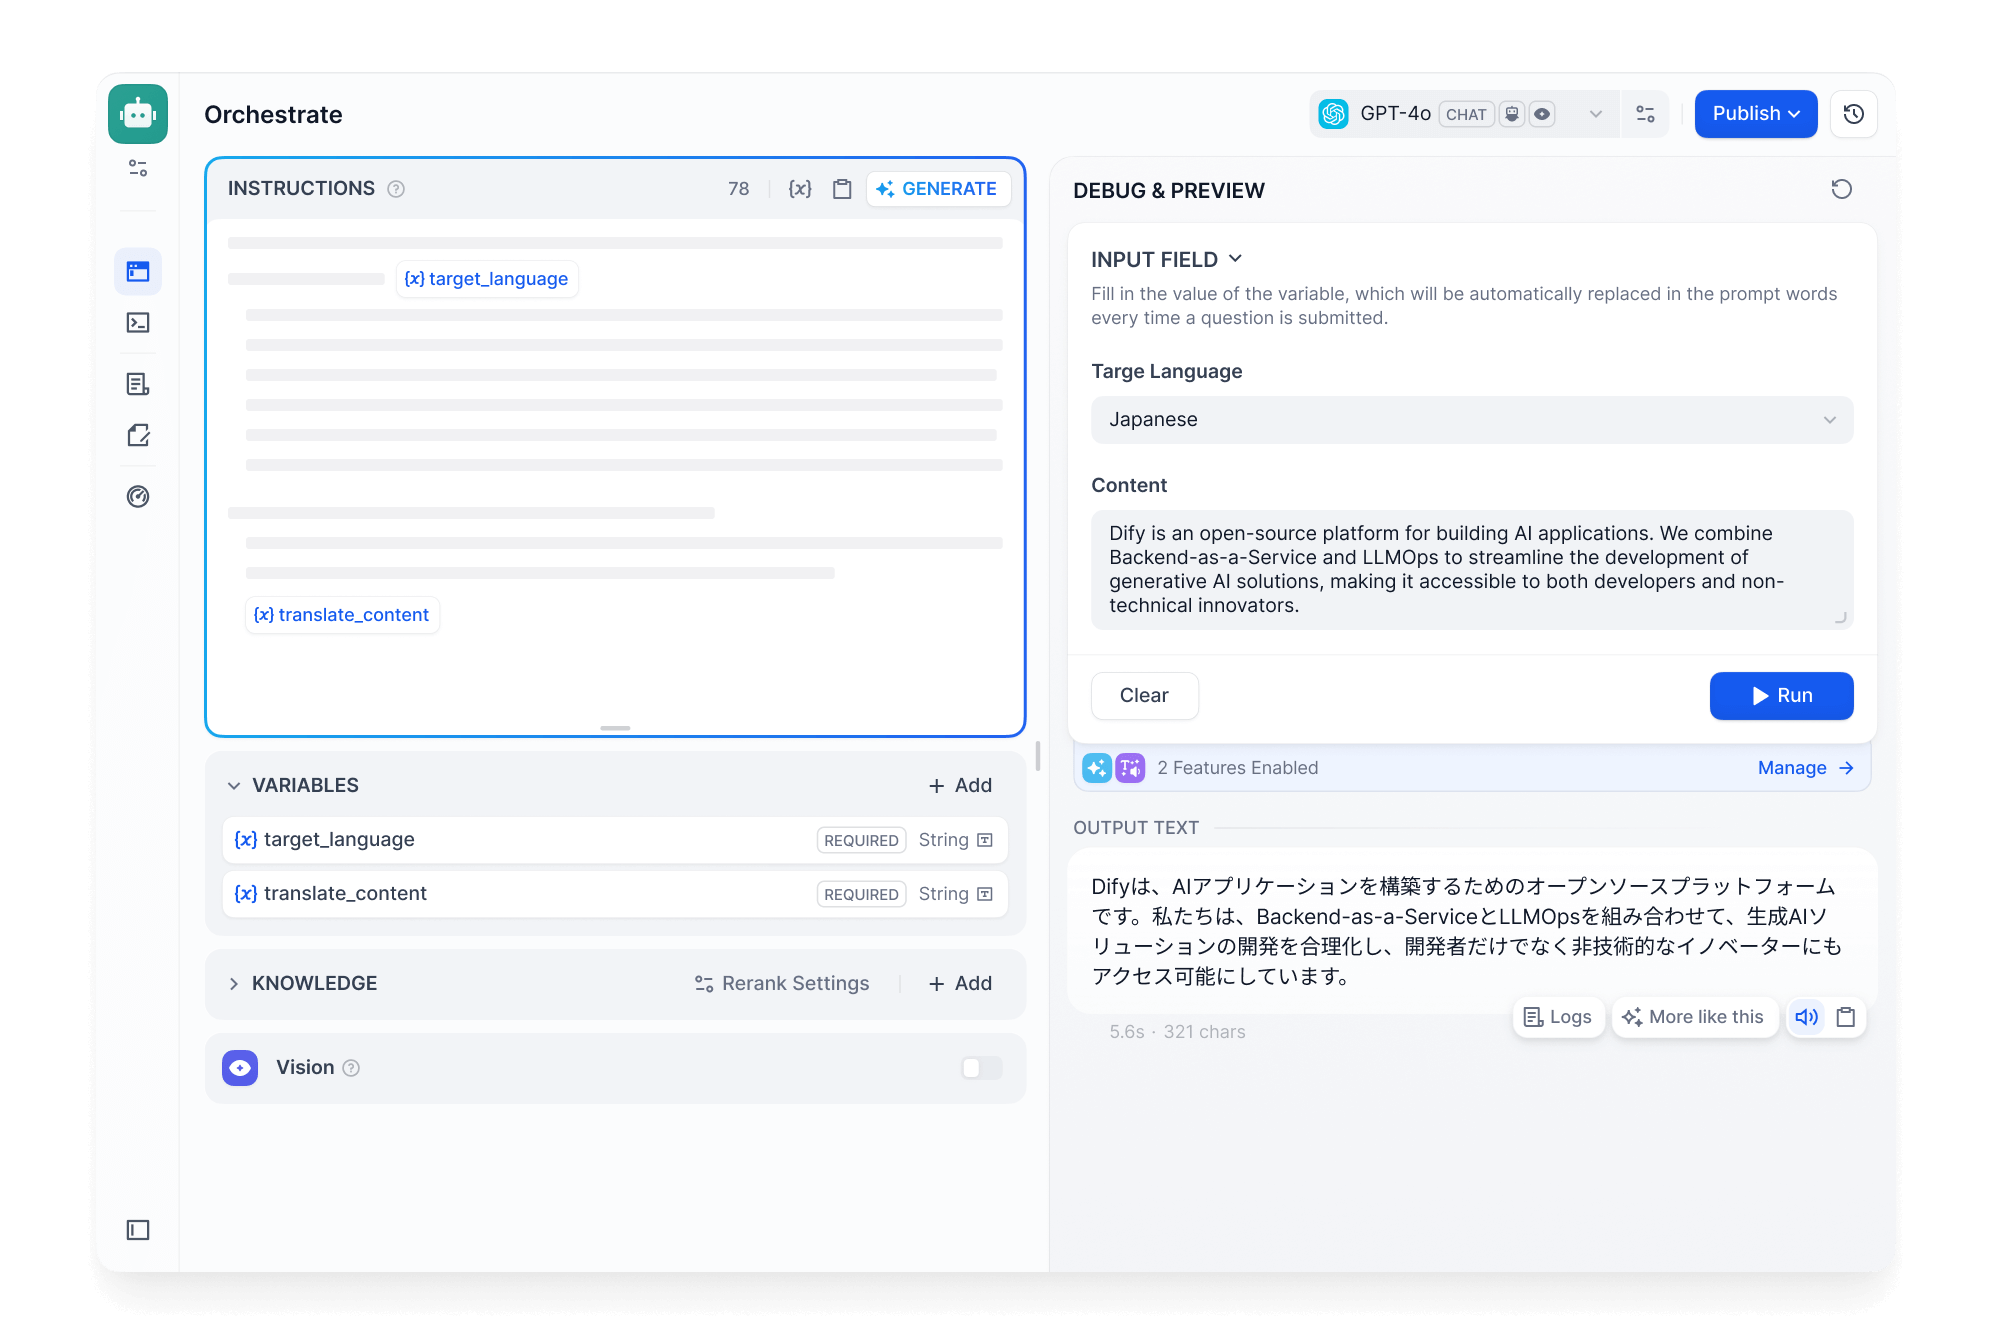 Orchestrate
GPT-4o CHAT
Publish
INSTRUCTIONS
78
{x}
GENERATE
{x} target_language
{x} translate_content
VARIABLES
+ Add
{x} target_language REQUIRED String
{x} translate_content REQUIRED String
KNOWLEDGE
Rerank Settings
+ Add
Vision
DEBUG & PREVIEW
INPUT FIELD
Fill in the value of the variable, which will be automatically replaced in the prompt words
every time a question is submitted.
Targe Language
Japanese
Content
Dify is an open-source platform for building AI applications. We combine
Backend-as-a-Service and LLMOps to streamline the development of
generative AI solutions, making it accessible to both developers and non-
technical innovators.
Clear
Run
2 Features Enabled
Manage →
OUTPUT TEXT
Difyは、AIアプリケーションを構築するためのオープンソースプラットフォーム
です。私たちは、Backend-as-a-ServiceとLLMOpsを組み合わせて、生成AIソ
リューションの開発を合理化し、開発者だけでなく非技術的なイノベーターにも
アクセス可能にしています。
5.6s · 321 chars
Logs
More like this